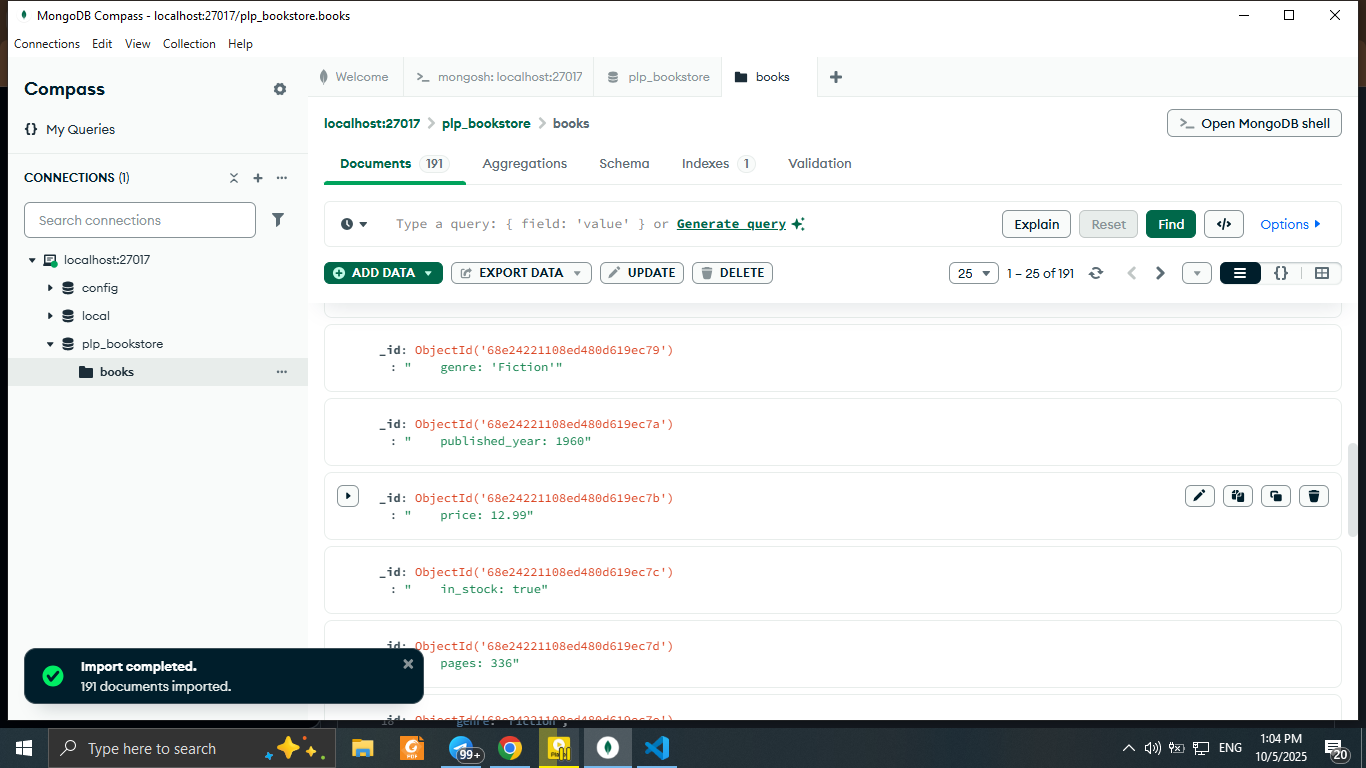 MongoDB Compass - localhost:27017/plp_bookstore.books
Connections Edit View Collection Help
Compass
{} My Queries
CONNECTIONS (1)
Search connections
localhost:27017
config
local
plp_bookstore
books
Welcome
mongosh: localhost:27017
plp_bookstore
books
localhost:27017 > plp_bookstore > books
>_ Open MongoDB shell
Documents 191 Aggregations Schema Indexes 1 Validation
Type a query: { field: 'value' } or Generate query
Explain Reset Find </> Options
ADD DATA EXPORT DATA UPDATE DELETE
25 1 – 25 of 191 {}
_id: ObjectId('68e24221108ed480d619ec79')
: "    genre: 'Fiction'"
_id: ObjectId('68e24221108ed480d619ec7a')
: "    published_year: 1960"
_id: ObjectId('68e24221108ed480d619ec7b')
: "    price: 12.99"
_id: ObjectId('68e24221108ed480d619ec7c')
: "    in_stock: true"
_id: ObjectId('68e24221108ed480d619ec7d')
pages: 336"
Import completed.
191 documents imported.
Type here to search
PDF
99+
ENG
1:04 PM
10/5/2025
20